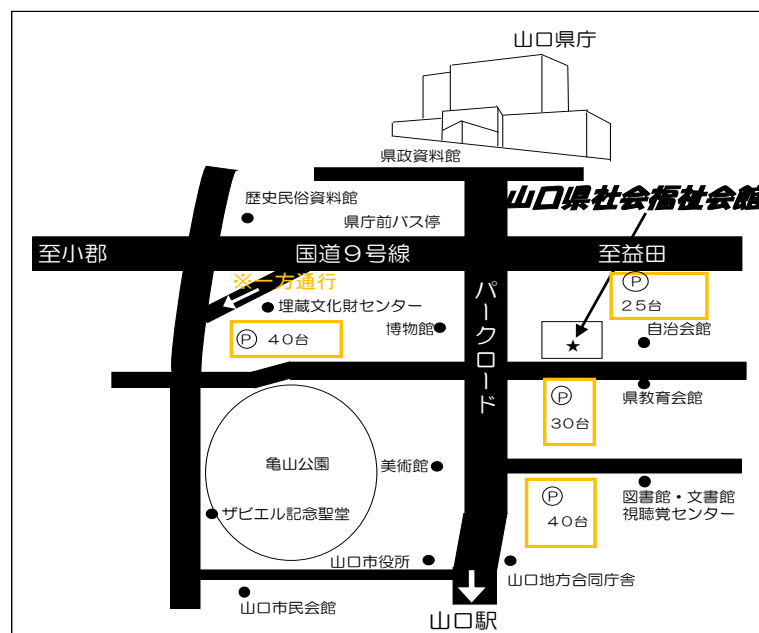 山口県庁
県政資料館
山口県社会福祉会館
歴史民俗資料館
県庁前バス停
至小郡
国道9号線
至益田
※一方通行
埋蔵文化財センター
Ⓟ 40台
博物館
パークロード
Ⓟ
25台
自治会館
★
県教育会館
Ⓟ
30台
亀山公園
美術館
Ⓟ
40台
図書館・文書館
視聴覚センター
ザビエル記念聖堂
山口市役所
山口地方合同庁舎
山口市民会館
山口駅